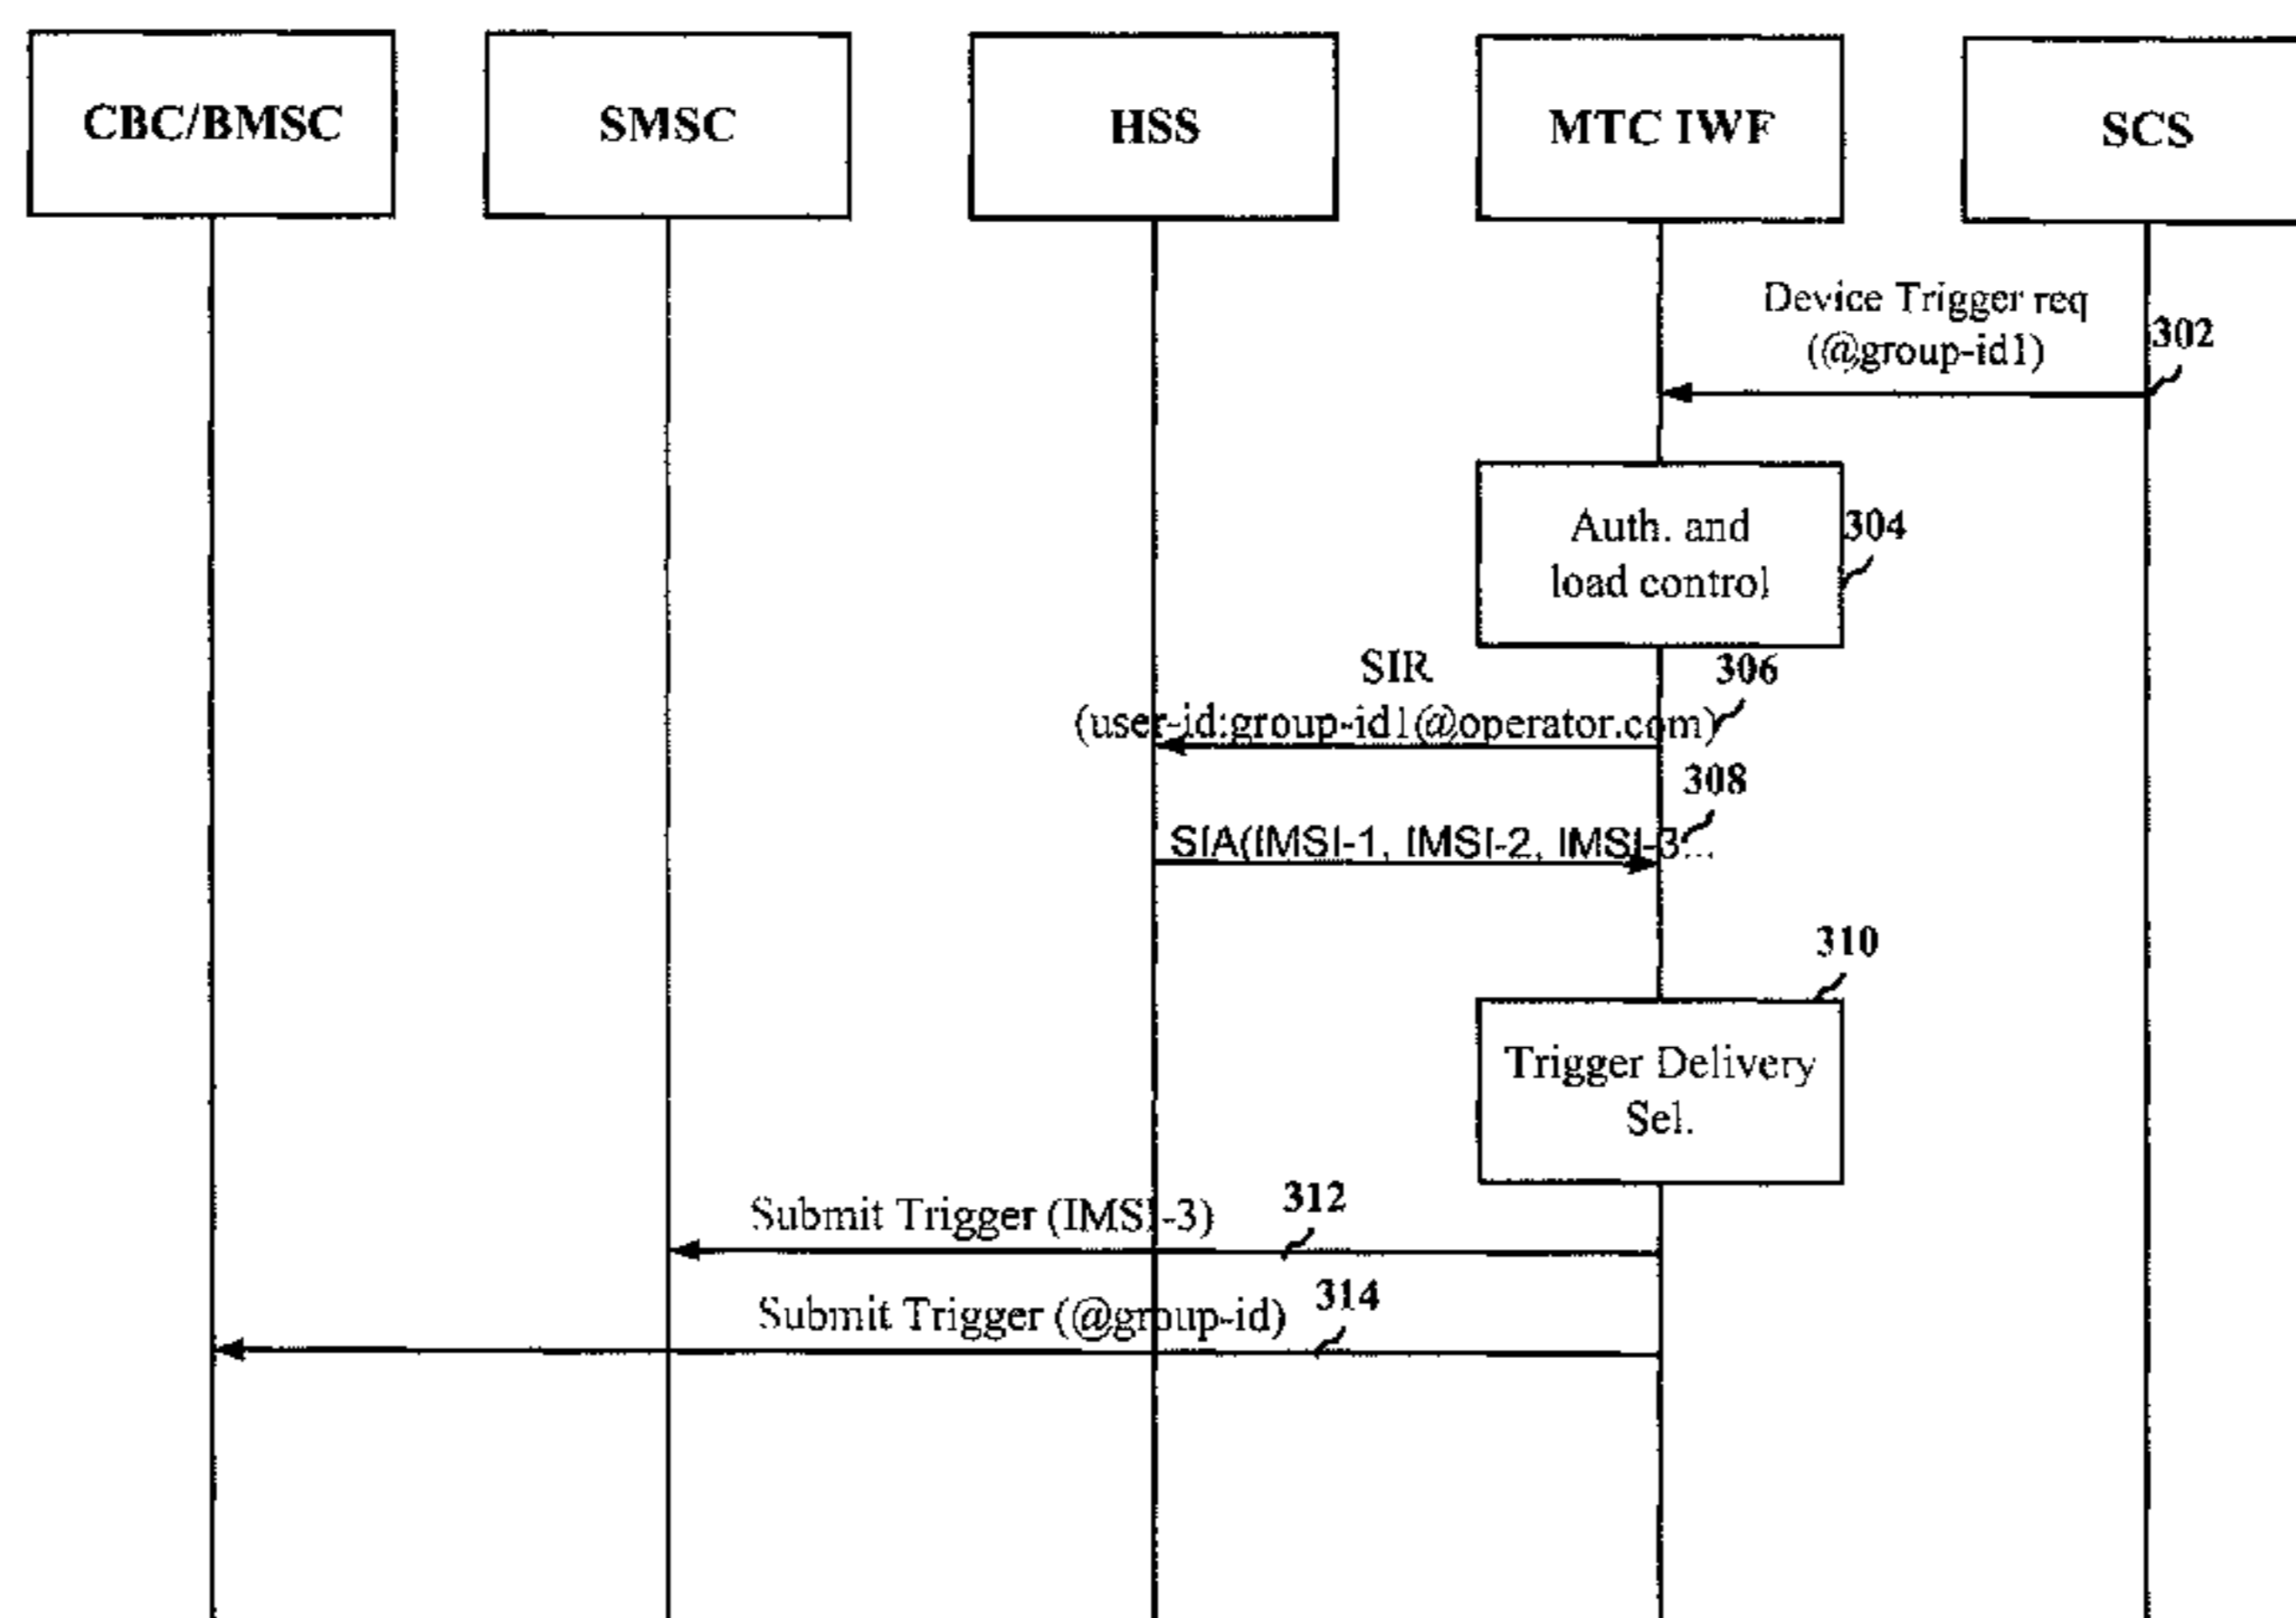 CBC/BMSC
SMSC
HSS
MTC IWF
SCS
Device Trigger req
(@group-id1)
302
Auth. and
load control
304
SIR
306
(user-id:group-id1@operator.com)
308
SIA(IMSI-1, IMSI-2, IMSI-3...
310
Trigger Delivery
Sel.
Submit Trigger (IMSI-3)
312
Submit Trigger (@group-id)
314